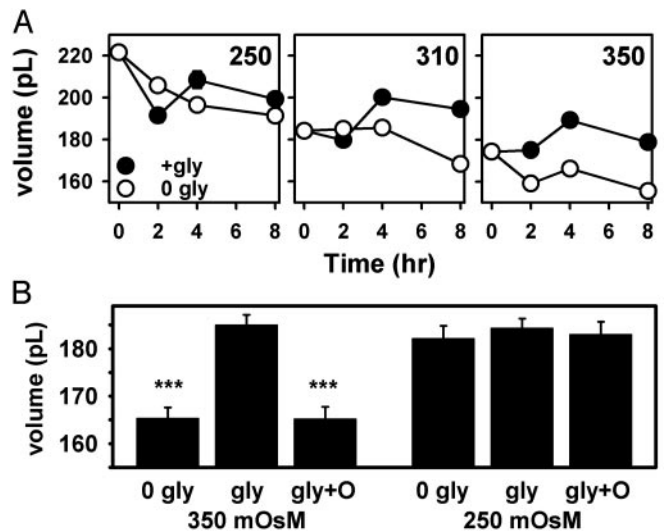 A
volume (pL)
220
200
180
160
250
310
350
+gly
0 gly
0 2 4 6 8 0 2 4 6 8 0 2 4 6 8
Time (hr)
B
volume (pL)
180
170
160
*** ***
0 gly gly gly+O 0 gly gly gly+O
350 mOsM 250 mOsM